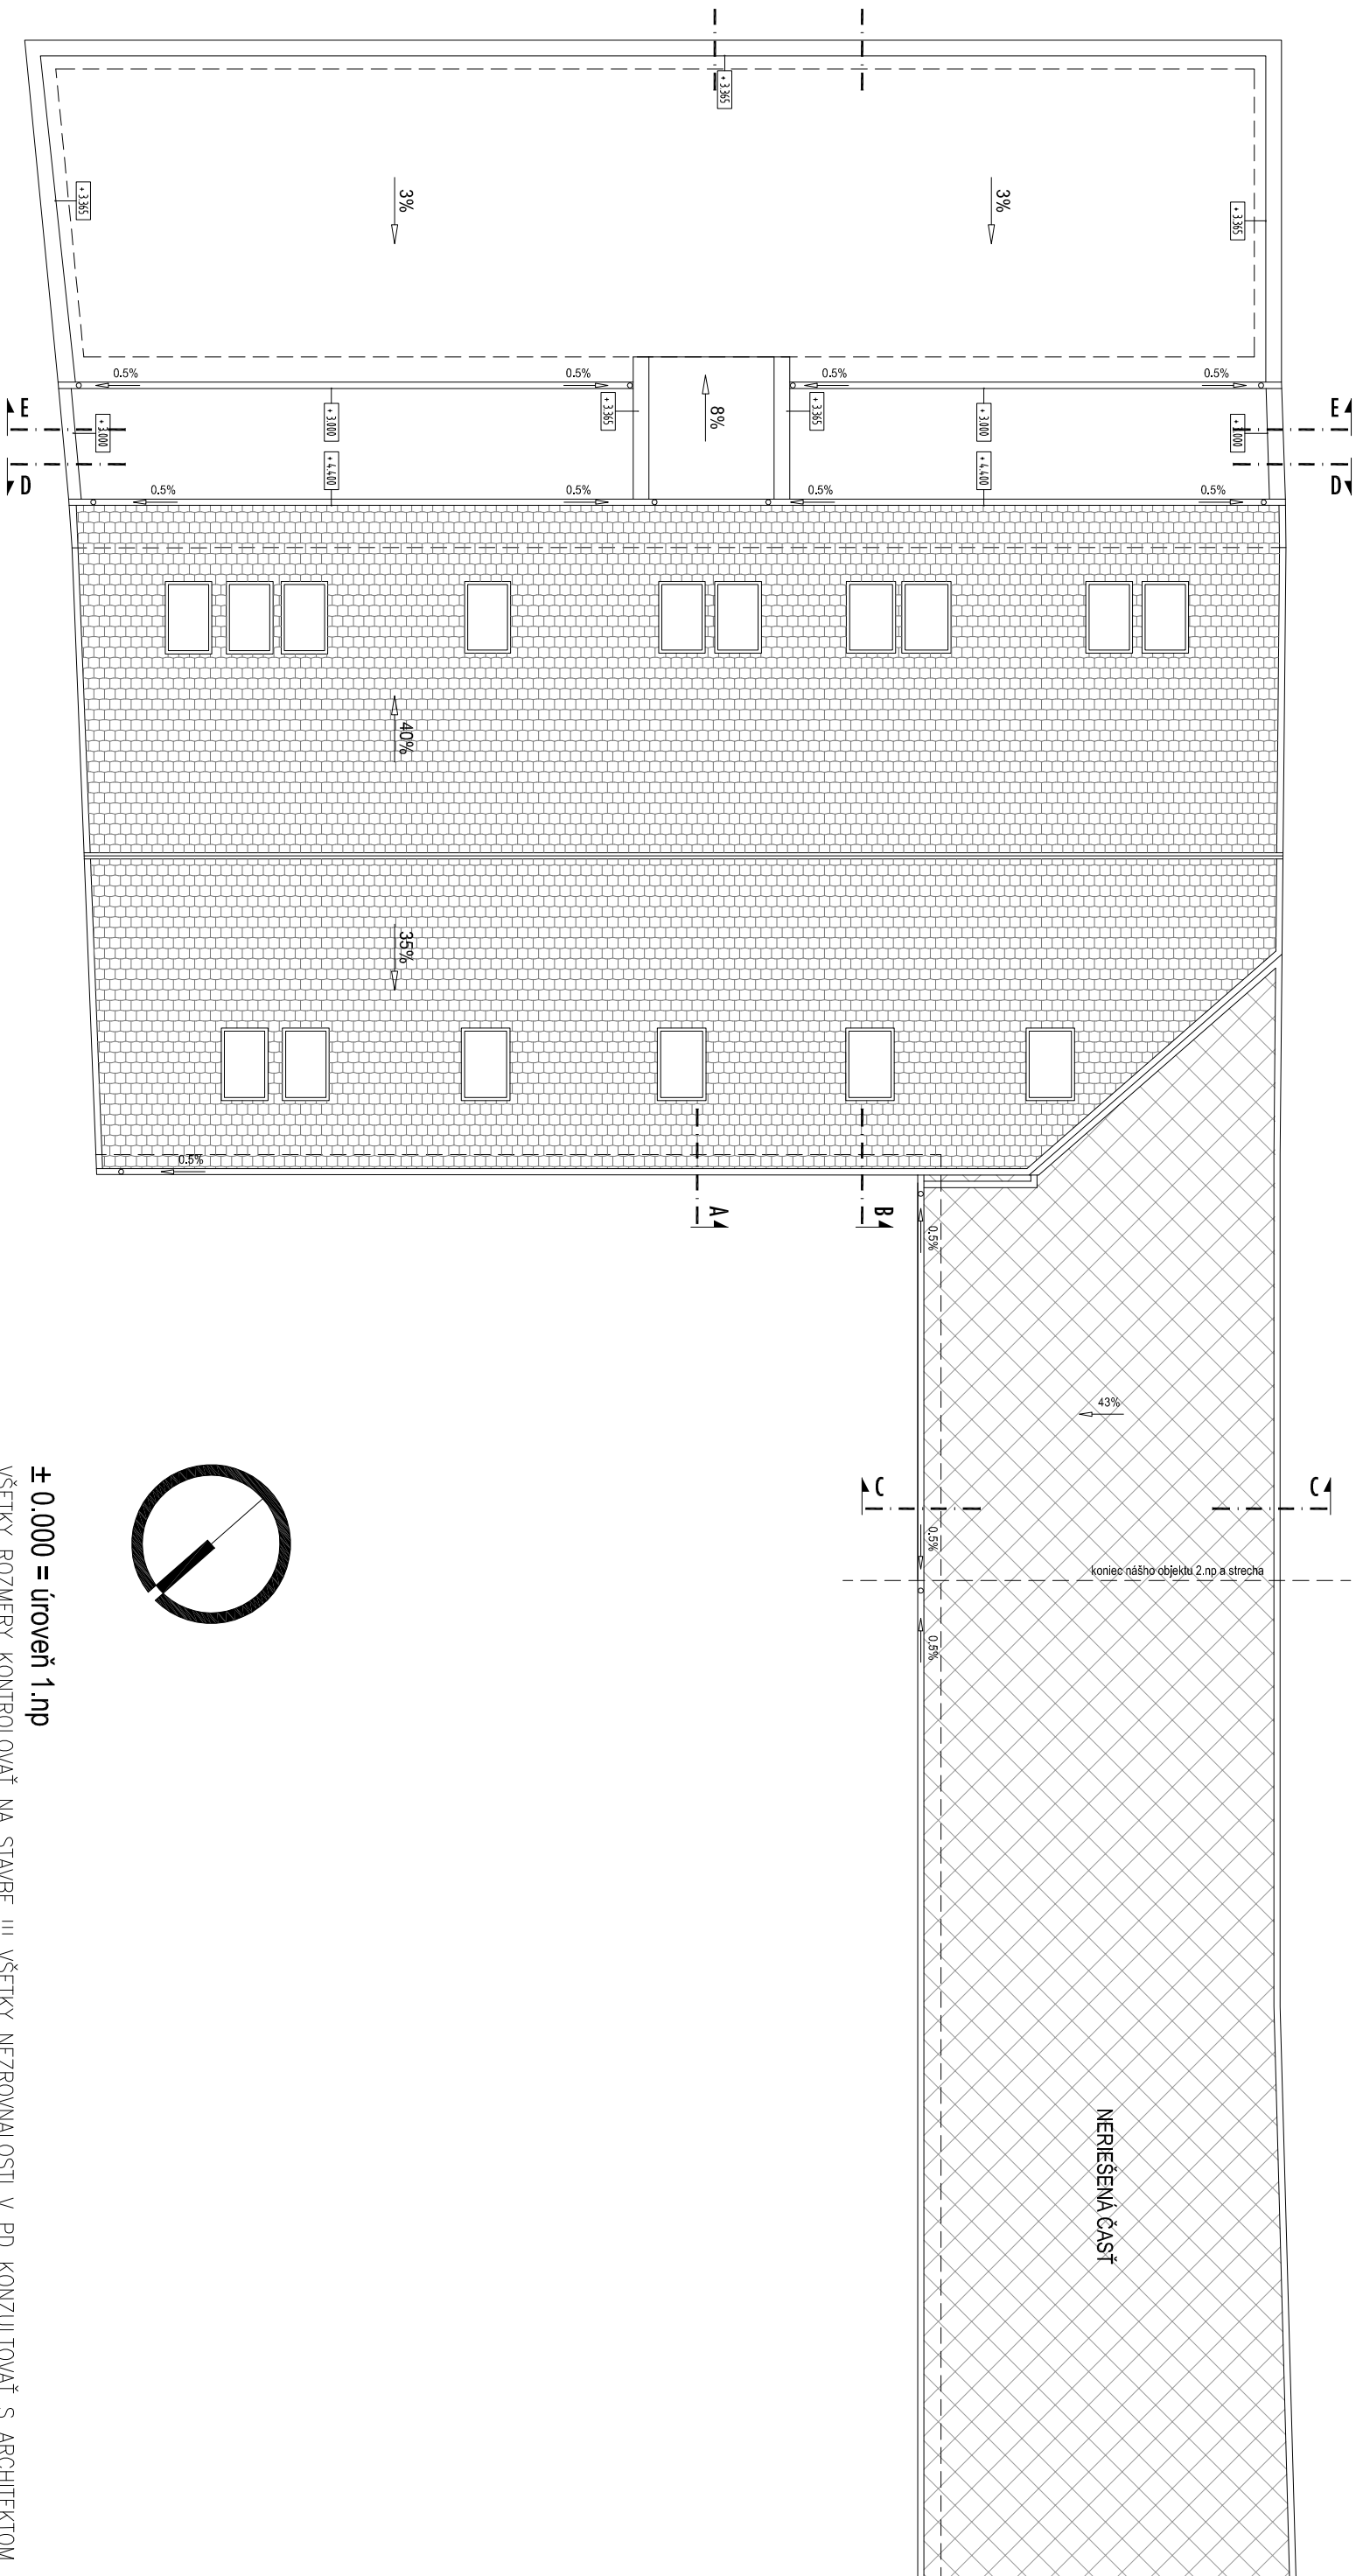 + 3.365
3%
3%
+ 3.365
+ 3.365
0.5%
0.5%
0.5%
0.5%
8%
+ 3.365
+ 3.365
+ 3.000
+ 3.000
+ 3.000
+ 3.000
E
E
+ 4.400
+ 4.400
D
D
0.5%
0.5%
0.5%
0.5%
40%
35%
0.5%
A
B
0.5%
43%
C
C
0.5%
koniec nášho objektu 2.np a strecha
0.5%
NERIEŠENÁ ČASŤ
± 0.000 = úroveň 1.np
VŠETKY ROZMERY KONTROLOVAŤ NA STAVBE !!! VŠETKY NEZROVNALOSTI V PD KONZULTOVAŤ S ARCHITEKTOM